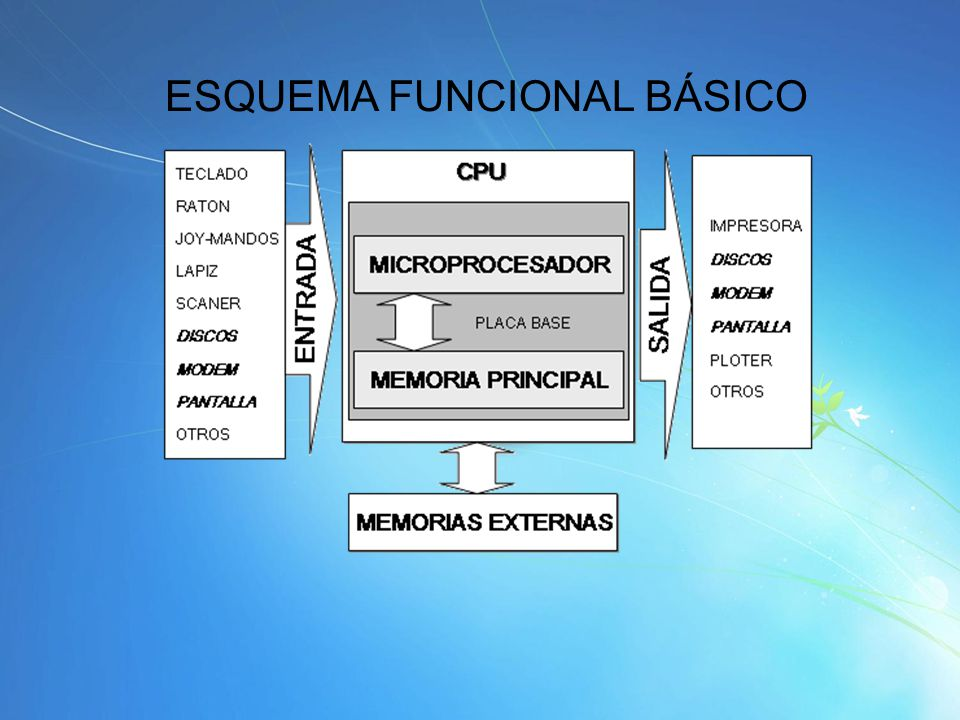 ESQUEMA FUNCIONAL BÁSICO
TECLADO
RATON
JOY-MANDOS
LAPIZ
SCANER
DISCOS
MODEM
PANTALLA
OTROS
ENTRADA
CPU
MICROPROCESADOR
PLACA BASE
MEMORIA PRINCIPAL
MEMORIAS EXTERNAS
SALIDA
IMPRESORA
DISCOS
MODEM
PANTALLA
PLOTER
OTROS